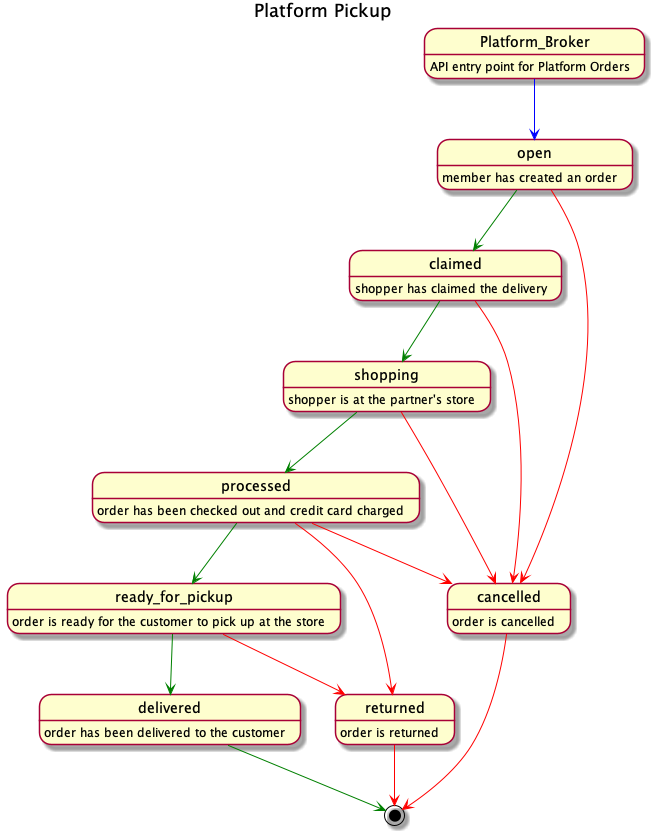 Platform Pickup
Platform_Broker
API entry point for Platform Orders
open
member has created an order
claimed
shopper has claimed the delivery
shopping
shopper is at the partner's store
processed
order has been checked out and credit card charged
ready_for_pickup
order is ready for the customer to pick up at the store
cancelled
order is cancelled
delivered
order has been delivered to the customer
returned
order is returned